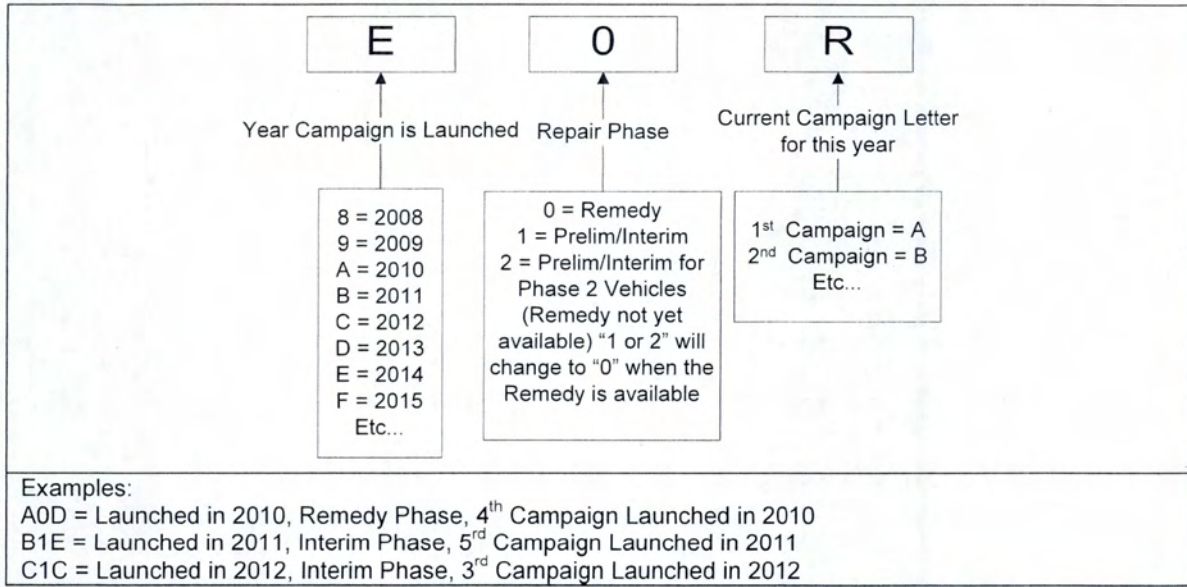 E 0 R
Year Campaign is Launched
Repair Phase
Current Campaign Letter
for this year
8 = 2008
9 = 2009
A = 2010
B = 2011
C = 2012
D = 2013
E = 2014
F = 2015
Etc...
0 = Remedy
1 = Prelim/Interim
2 = Prelim/Interim for
Phase 2 Vehicles
(Remedy not yet
available) “1 or 2” will
change to “0” when the
Remedy is available
1st Campaign = A
2nd Campaign = B
Etc...
Examples:
A0D = Launched in 2010, Remedy Phase, 4th Campaign Launched in 2010
B1E = Launched in 2011, Interim Phase, 5rd Campaign Launched in 2011
C1C = Launched in 2012, Interim Phase, 3rd Campaign Launched in 2012